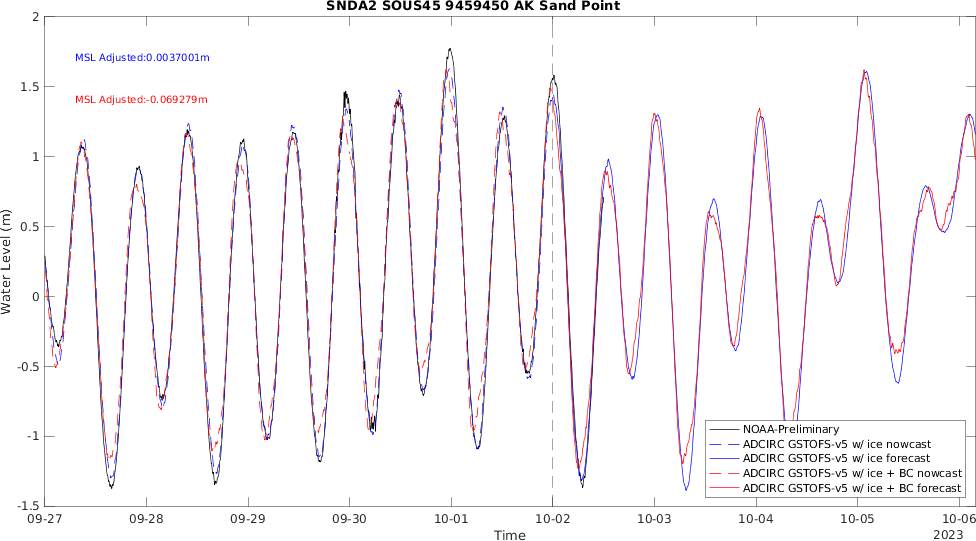 SNDA2 SOUS45 9459450 AK Sand Point
2
1.5
1
0.5
0
-0.5
-1
-1.5
Water Level (m)
MSL Adjusted:0.0037001m
MSL Adjusted:-0.069279m
NOAA-Preliminary
ADCIRC GSTOFS-v5 w/ ice nowcast
ADCIRC GSTOFS-v5 w/ ice forecast
ADCIRC GSTOFS-v5 w/ ice + BC nowcast
ADCIRC GSTOFS-v5 w/ ice + BC forecast
09-27 09-28 09-29 09-30 10-01 10-02 10-03 10-04 10-05 10-06
Time
2023